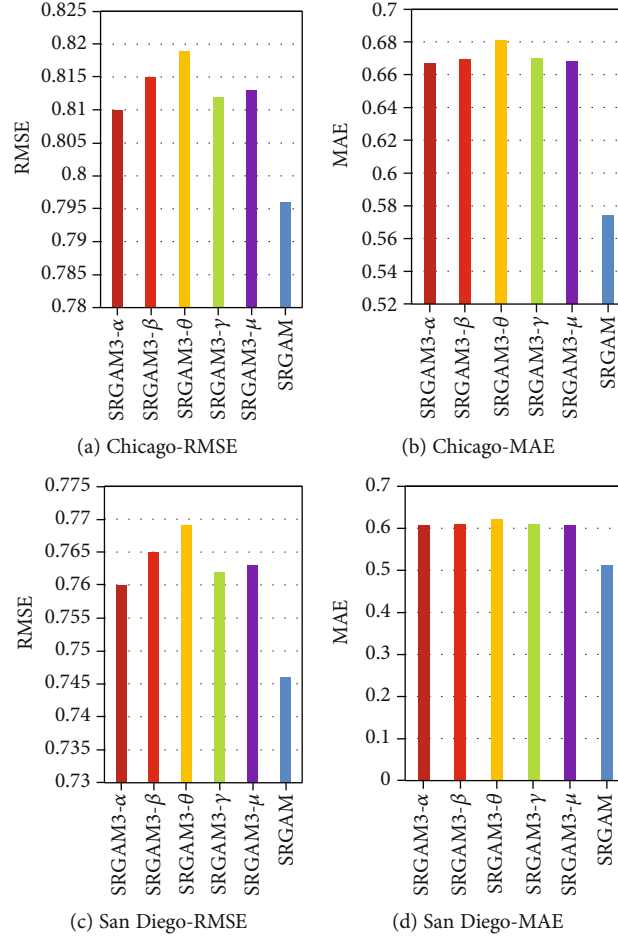 0.825
0.82
0.815
0.81
0.805
0.8
0.795
0.79
0.785
0.78
RMSE
SRGAM3-α
SRGAM3-β
SRGAM3-θ
SRGAM3-γ
SRGAM3-μ
SRGAM
(a) Chicago-RMSE
0.7
0.68
0.66
0.64
0.62
0.6
0.58
0.56
0.54
0.52
MAE
SRGAM3-α
SRGAM3-β
SRGAM3-θ
SRGAM3-γ
SRGAM3-μ
SRGAM
(b) Chicago-MAE
0.775
0.77
0.765
0.76
0.755
0.75
0.745
0.74
0.735
0.73
RMSE
SRGAM3-α
SRGAM3-β
SRGAM3-θ
SRGAM3-γ
SRGAM3-μ
SRGAM
(c) San Diego-RMSE
0.7
0.6
0.5
0.4
0.3
0.2
0.1
0
MAE
SRGAM3-α
SRGAM3-β
SRGAM3-θ
SRGAM3-γ
SRGAM3-μ
SRGAM
(d) San Diego-MAE